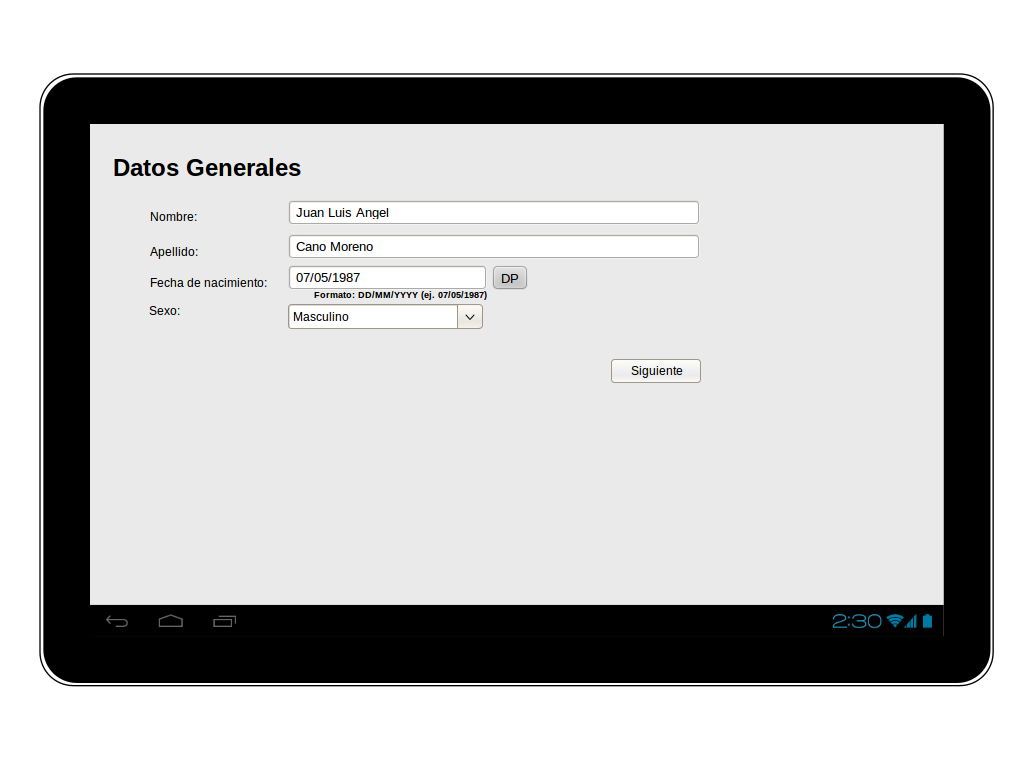 Datos Generales
Nombre: Juan Luis Angel
Apellido: Cano Moreno
Fecha de nacimiento: 07/05/1987 DP
Formato: DD/MM/YYYY (ej. 07/05/1987)
Sexo: Masculino
Siguiente
2:30